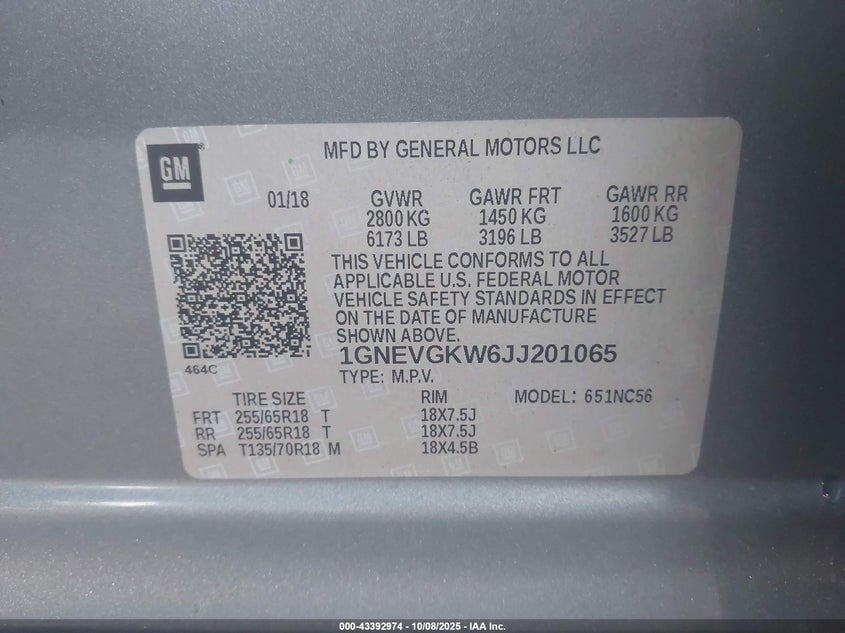 GM
MFD BY GENERAL MOTORS LLC
01/18 GVWR GAWR FRT GAWR RR
2800 KG 1450 KG 1600 KG
6173 LB 3196 LB 3527 LB
THIS VEHICLE CONFORMS TO ALL
APPLICABLE U.S. FEDERAL MOTOR
VEHICLE SAFETY STANDARDS IN EFFECT
ON THE DATE OF MANUFACTURE
SHOWN ABOVE.
1GNEVGKW6JJ201065
464C
TYPE: M.P.V.
TIRE SIZE RIM MODEL: 651NC56
FRT 255/65R18 T 18X7.5J
RR 255/65R18 T 18X7.5J
SPA T135/70R18 M 18X4.5B
000-43392974 - 10/08/2025 - IAA Inc.